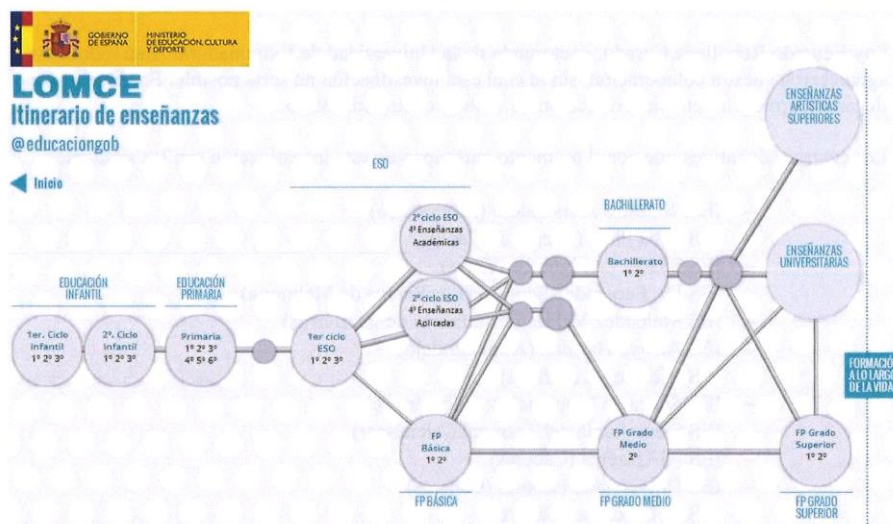 GOBIERNO
DE ESPAÑA
MINISTERIO
DE EDUCACIÓN, CULTURA
Y DEPORTE
LOMCE
Itinerario de enseñanzas
@educaciongob
Inicio
ESO
ENSEÑANZAS
ARTÍSTICAS
SUPERIORES
2º ciclo ESO
4º Enseñanzas
Académicas
BACHILLERATO
Bachillerato
1º 2º
ENSEÑANZAS
UNIVERSITARIAS
EDUCACIÓN
INFANTIL
EDUCACIÓN
PRIMARIA
2º ciclo ESO
4º Enseñanzas
Aplicadas
1er. Ciclo
Infantil
1º 2º 3º
2º. Ciclo
Infantil
1º 2º 3º
Primaria
1º 2º 3º
4º 5º 6º
1er ciclo
ESO
1º 2º 3º
FORMACIÓN
A LO LARGO
DE LA VIDA
FP
Básica
1º 2º
FP Grado
Medio
2º
FP Grado
Superior
1º 2º
FP BÁSICA
FP GRADO MEDIO
FP GRADO
SUPERIOR